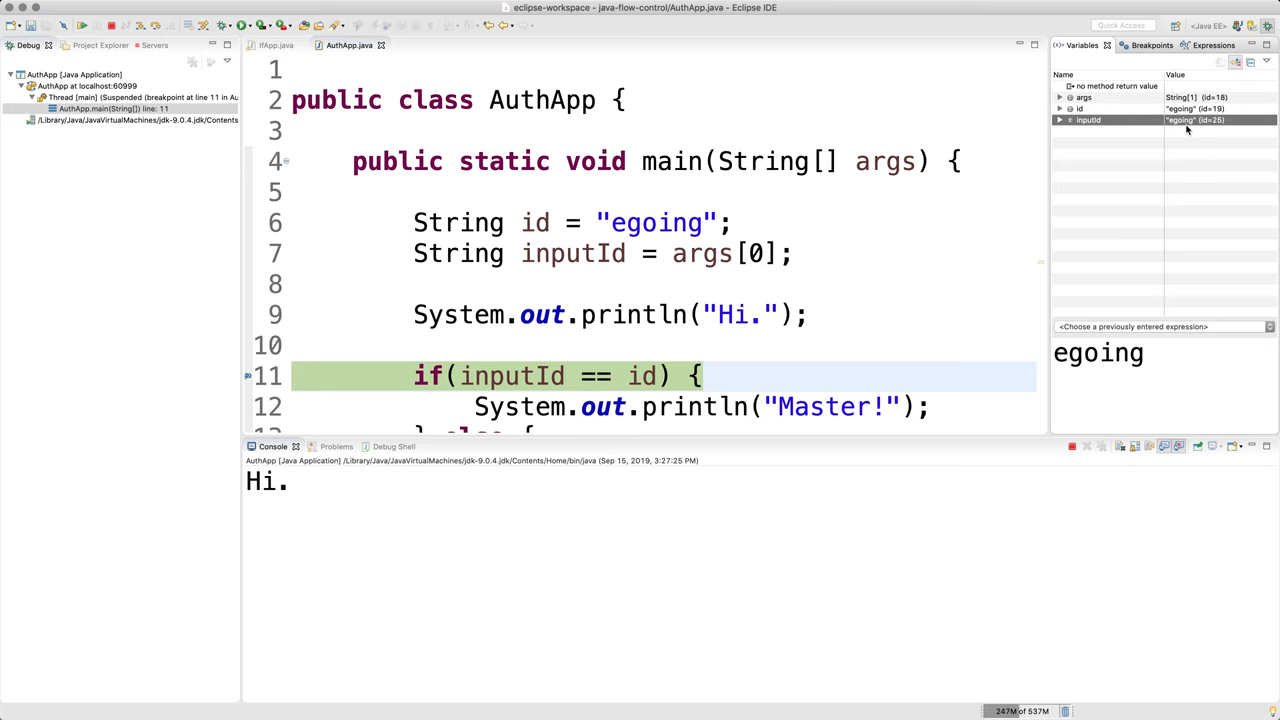 eclipse-workspace - java-flow-control/AuthApp.java - Eclipse IDE
Quick Access
<Java EE>
Debug
Project Explorer
Servers
AuthApp [Java Application]
AuthApp at localhost:60999
Thread [main] (Suspended (breakpoint at line 11 in Au
AuthApp.main(String[]) line: 11
/Library/Java/JavaVirtualMachines/jdk-9.0.4.jdk/Contents
IfApp.java
AuthApp.java
1
2 public class AuthApp {
3
4 public static void main(String[] args) {
5
6 String id = "egoing";
7 String inputId = args[0];
8
9 System.out.println("Hi.");
10
11 if(inputId == id) {
12 System.out.println("Master!");
13 } else {
Variables
Breakpoints
Expressions
Name Value
no method return value
args String[1] (id=18)
id "egoing" (id=19)
inputId "egoing" (id=25)
<Choose a previously entered expression>
egoing
Console
Problems
Debug Shell
AuthApp [Java Application] /Library/Java/JavaVirtualMachines/jdk-9.0.4.jdk/Contents/Home/bin/java (Sep 15, 2019, 3:27:25 PM)
Hi.
247M of 537M